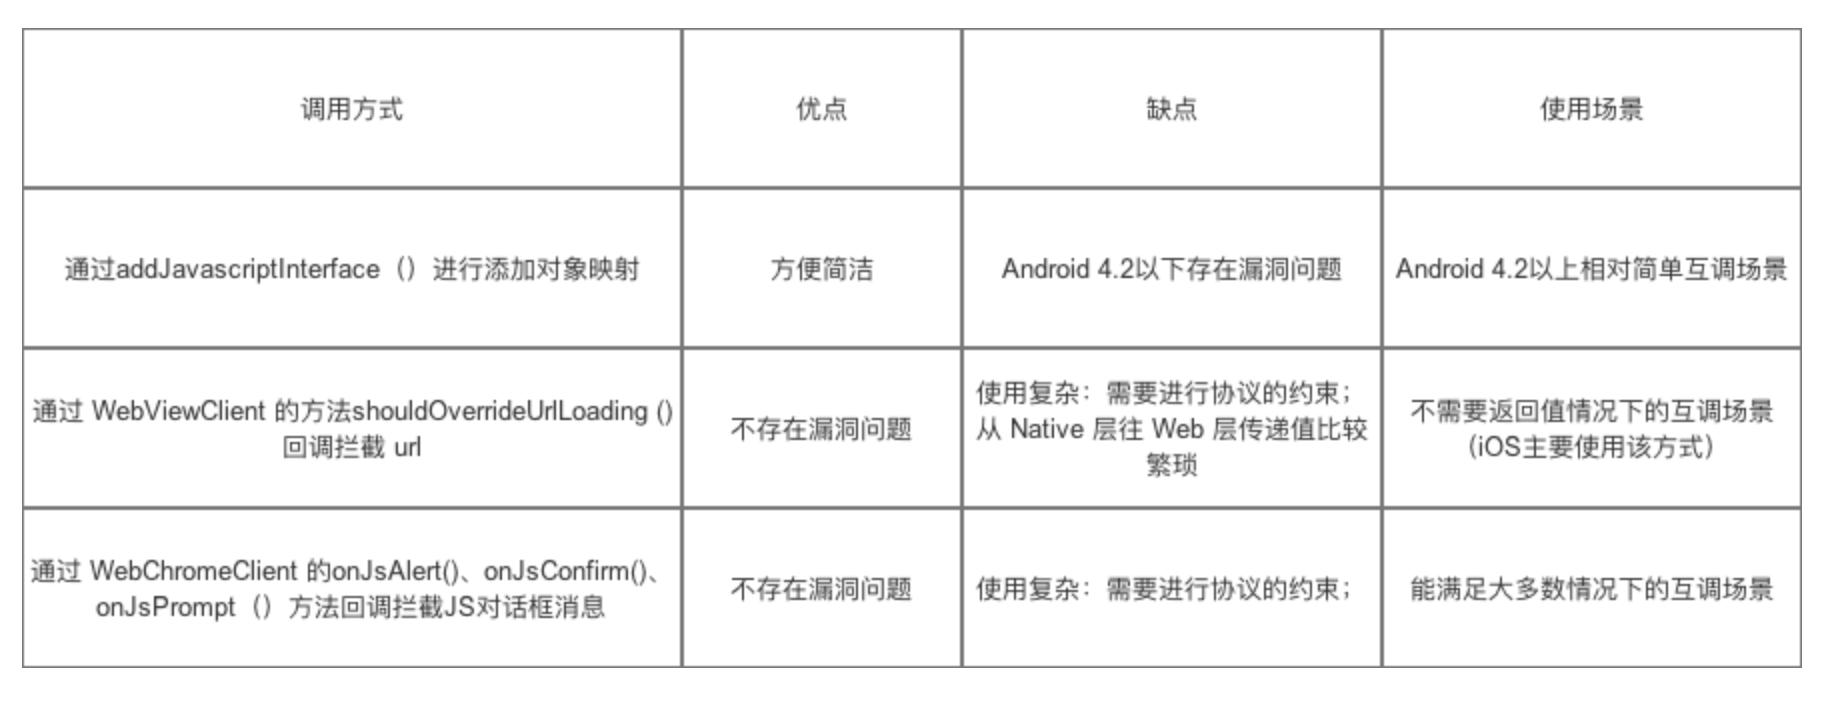 调用方式
优点
缺点
使用场景
通过addJavascriptInterface（）进行添加对象映射
方便简洁
Android 4.2以下存在漏洞问题
Android 4.2以上相对简单互调场景
通过 WebViewClient 的方法shouldOverrideUrlLoading ()
回调拦截 url
不存在漏洞问题
使用复杂：需要进行协议的约束；
从 Native 层往 Web 层传递值比较
繁琐
不需要返回值情况下的互调场景
（iOS主要使用该方式）
通过 WebChromeClient 的onJsAlert()、onJsConfirm()、
onJsPrompt（）方法回调拦截JS对话框消息
不存在漏洞问题
使用复杂：需要进行协议的约束；
能满足大多数情况下的互调场景